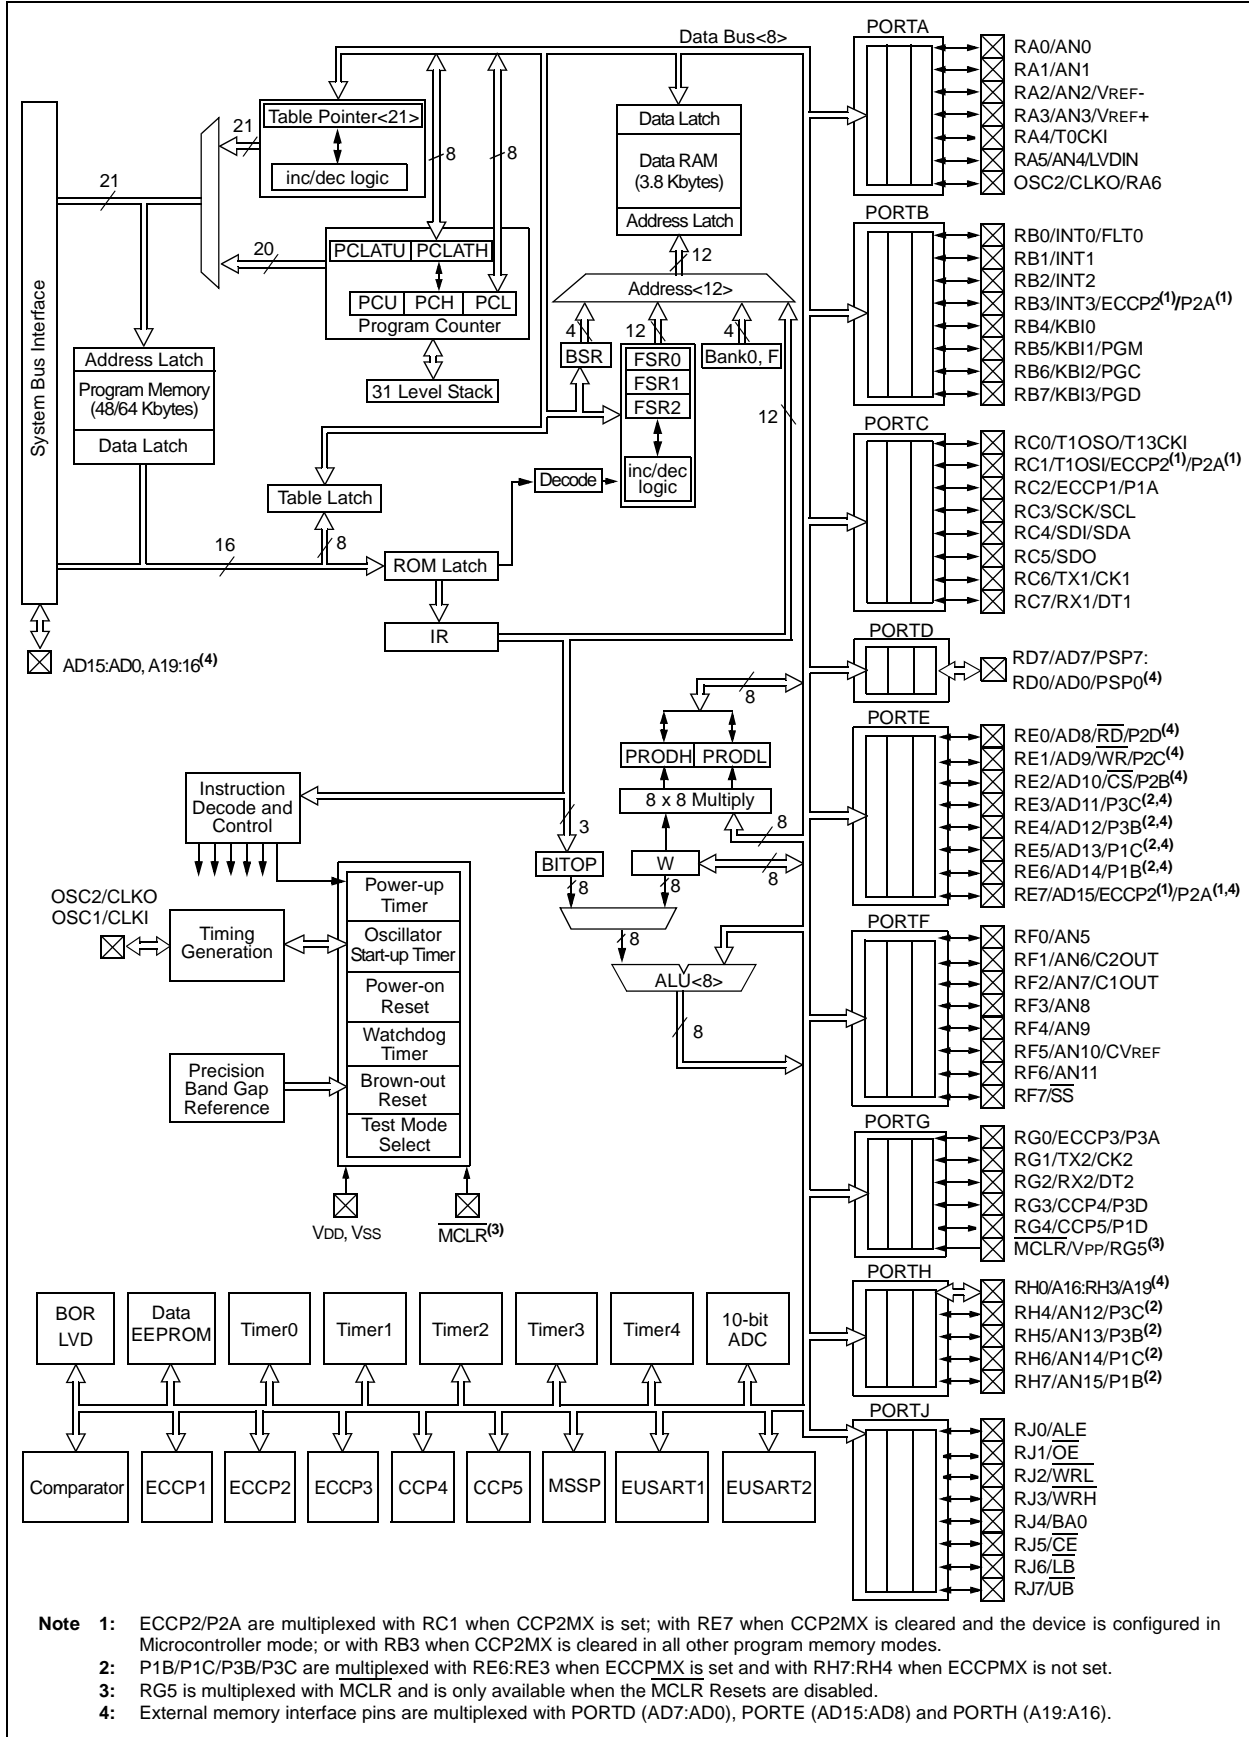 Data Bus<8>
21
Table Pointer<21>
inc/dec logic
8
8
21
20
PCLATU PCLATH
PCU PCH PCL
Program Counter
31 Level Stack
System Bus Interface
Address Latch
Program Memory
(48/64 Kbytes)
Data Latch
16
Table Latch
8
ROM Latch
IR
AD15:AD0, A19:16(4)
Data Latch
Data RAM
(3.8 Kbytes)
Address Latch
12
Address<12>
4
12
4
BSR
FSR0
FSR1
FSR2
Bank0, F
12
inc/dec
logic
Decode
8
PRODH PRODL
8 x 8 Multiply
8
3
BITOP
W
8
8
8
8
ALU<8>
8
Instruction
Decode and
Control
OSC2/CLKO
OSC1/CLKI
Timing
Generation
Precision
Band Gap
Reference
Power-up
Timer
Oscillator
Start-up Timer
Power-on
Reset
Watchdog
Timer
Brown-out
Reset
Test Mode
Select
VDD, VSS
MCLR(3)
BOR
LVD
Data
EEPROM
Timer0
Timer1
Timer2
Timer3
Timer4
10-bit
ADC
Comparator
ECCP1
ECCP2
ECCP3
CCP4
CCP5
MSSP
EUSART1
EUSART2
PORTA
RA0/AN0
RA1/AN1
RA2/AN2/VREF-
RA3/AN3/VREF+
RA4/T0CKI
RA5/AN4/LVDIN
OSC2/CLKO/RA6
PORTB
RB0/INT0/FLT0
RB1/INT1
RB2/INT2
RB3/INT3/ECCP2(1)/P2A(1)
RB4/KBI0
RB5/KBI1/PGM
RB6/KBI2/PGC
RB7/KBI3/PGD
PORTC
RC0/T1OSO/T13CKI
RC1/T1OSI/ECCP2(1)/P2A(1)
RC2/ECCP1/P1A
RC3/SCK/SCL
RC4/SDI/SDA
RC5/SDO
RC6/TX1/CK1
RC7/RX1/DT1
PORTD
RD7/AD7/PSP7:
RD0/AD0/PSP0(4)
PORTE
RE0/AD8/RD/P2D(4)
RE1/AD9/WR/P2C(4)
RE2/AD10/CS/P2B(4)
RE3/AD11/P3C(2,4)
RE4/AD12/P3B(2,4)
RE5/AD13/P1C(2,4)
RE6/AD14/P1B(2,4)
RE7/AD15/ECCP2(1)/P2A(1,4)
PORTF
RF0/AN5
RF1/AN6/C2OUT
RF2/AN7/C1OUT
RF3/AN8
RF4/AN9
RF5/AN10/CVREF
RF6/AN11
RF7/SS
PORTG
RG0/ECCP3/P3A
RG1/TX2/CK2
RG2/RX2/DT2
RG3/CCP4/P3D
RG4/CCP5/P1D
MCLR/VPP/RG5(3)
PORTH
RH0/A16:RH3/A19(4)
RH4/AN12/P3C(2)
RH5/AN13/P3B(2)
RH6/AN14/P1C(2)
RH7/AN15/P1B(2)
PORTJ
RJ0/ALE
RJ1/OE
RJ2/WRL
RJ3/WRH
RJ4/BA0
RJ5/CE
RJ6/LB
RJ7/UB
Note 1: ECCP2/P2A are multiplexed with RC1 when CCP2MX is set; with RE7 when CCP2MX is cleared and the device is configured in
Microcontroller mode; or with RB3 when CCP2MX is cleared in all other program memory modes.
2: P1B/P1C/P3B/P3C are multiplexed with RE6:RE3 when ECCPMX is set and with RH7:RH4 when ECCPMX is not set.
3: RG5 is multiplexed with MCLR and is only available when the MCLR Resets are disabled.
4: External memory interface pins are multiplexed with PORTD (AD7:AD0), PORTE (AD15:AD8) and PORTH (A19:A16).